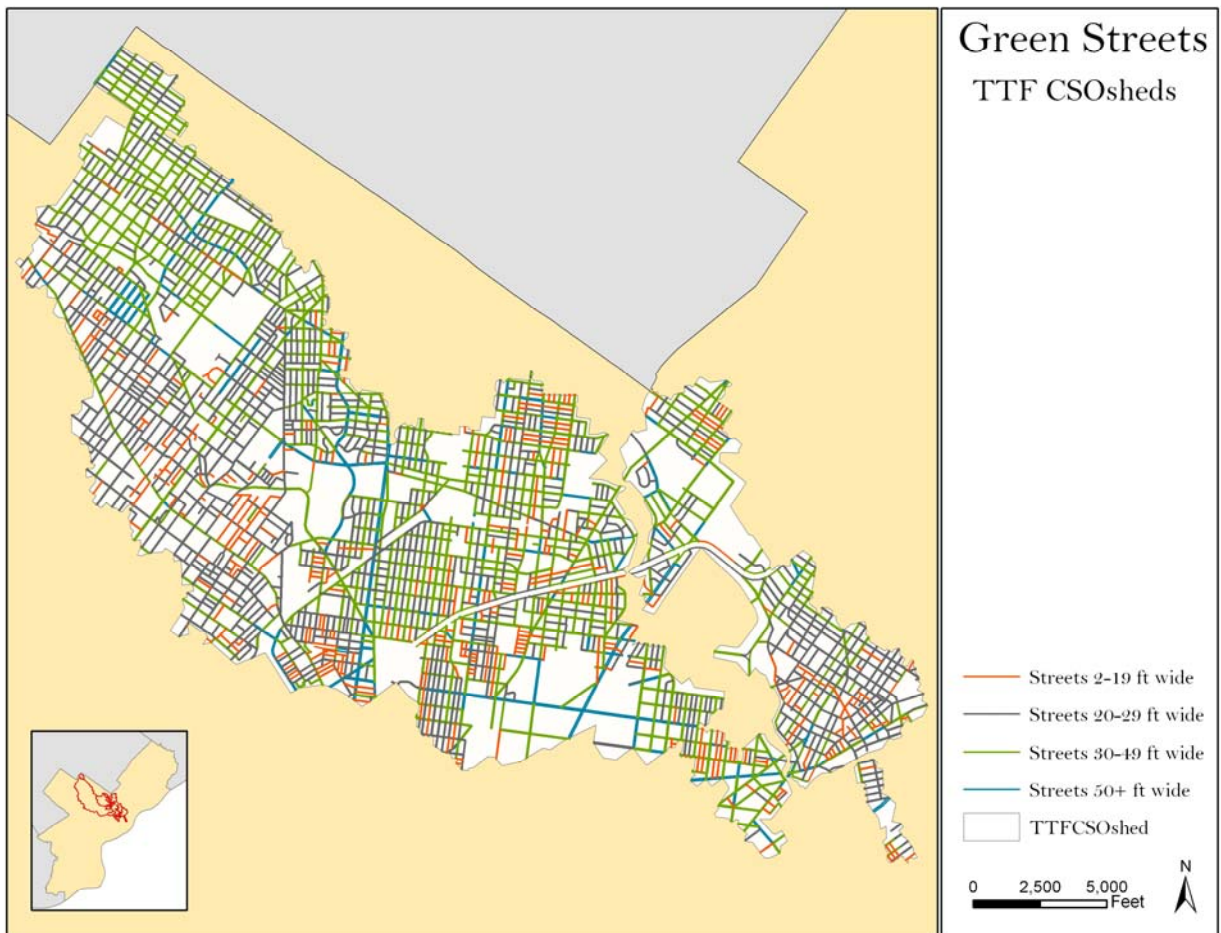 Green Streets
TTF CSOsheds
Streets 2-19 ft wide
Streets 20-29 ft wide
Streets 30-49 ft wide
Streets 50+ ft wide
TTFCSOshed
N
0 2,500 5,000
Feet